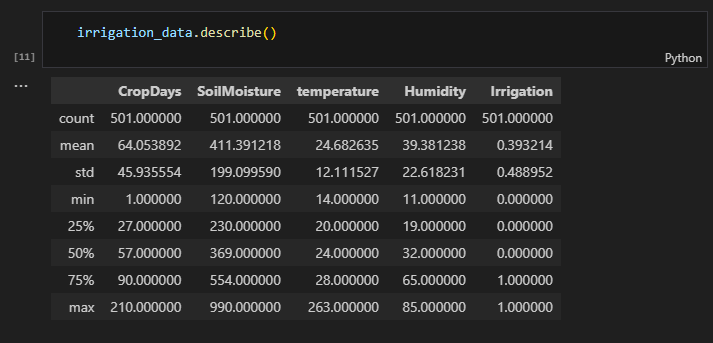 irrigation_data.describe()
[11]
Python
...
CropDays SoilMoisture temperature Humidity Irrigation
count 501.000000 501.000000 501.000000 501.000000 501.000000
mean 64.053892 411.391218 24.682635 39.381238 0.393214
std 45.935554 199.099590 12.111527 22.618231 0.488952
min 1.000000 120.000000 14.000000 11.000000 0.000000
25% 27.000000 230.000000 20.000000 19.000000 0.000000
50% 57.000000 369.000000 24.000000 32.000000 0.000000
75% 90.000000 554.000000 28.000000 65.000000 1.000000
max 210.000000 990.000000 263.000000 85.000000 1.000000